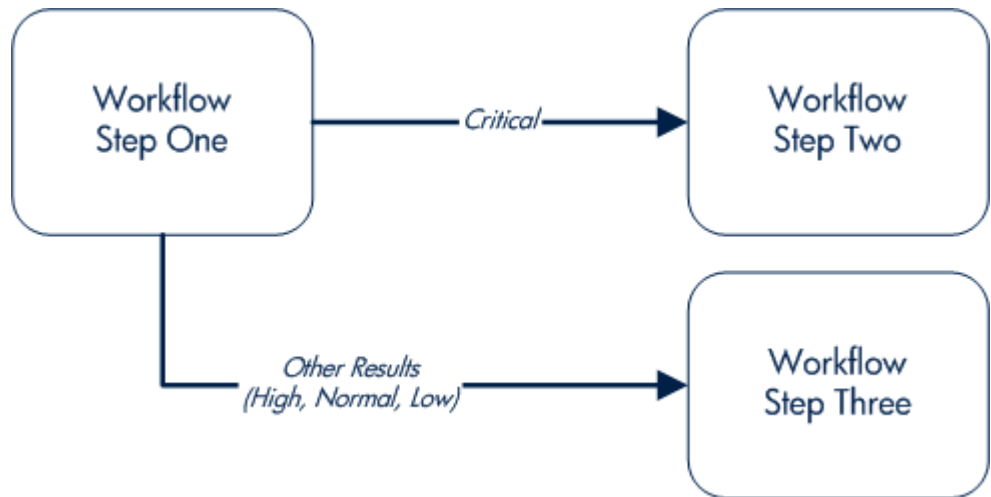 Workflow
Step One
Critical
Workflow
Step Two
Other Results
(High, Normal, Low)
Workflow
Step Three